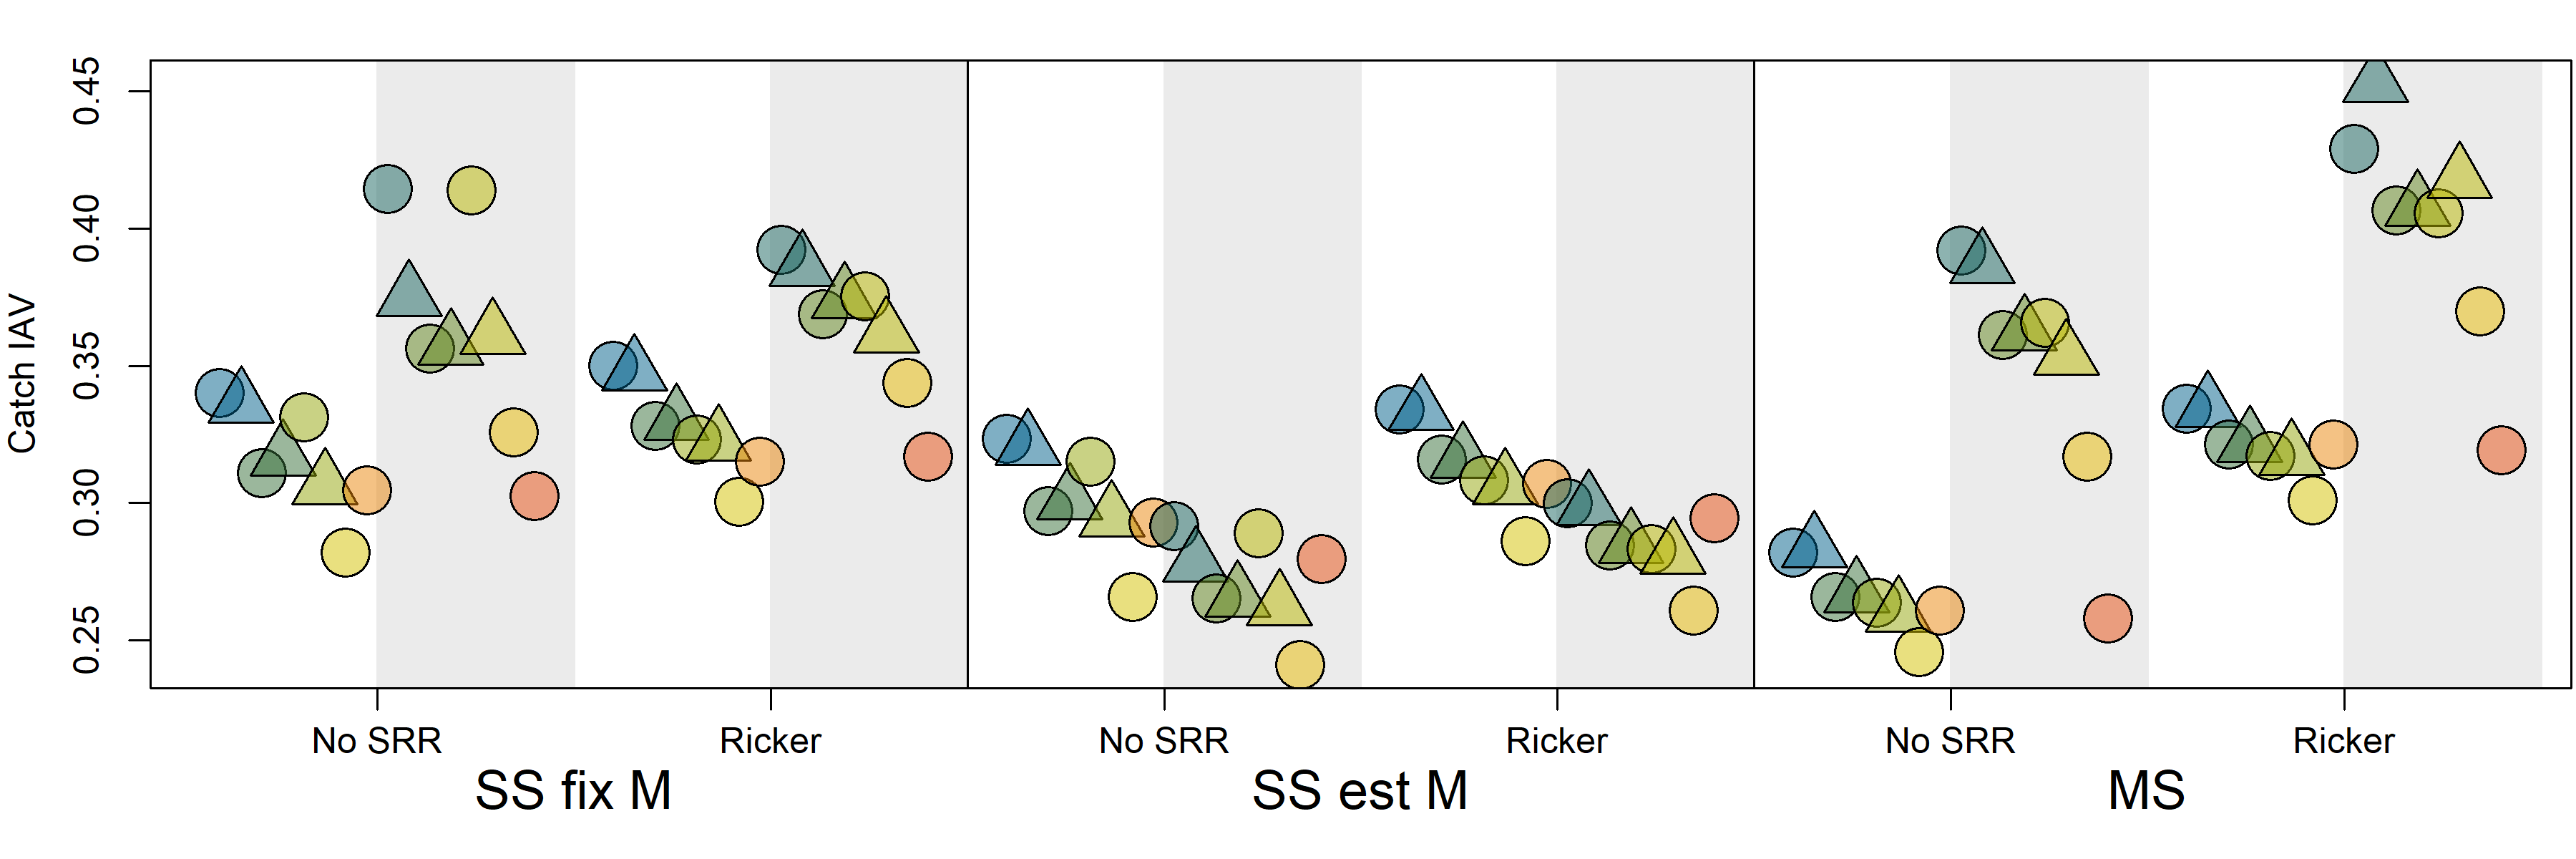 Catch IAV
0.45
0.40
0.35
0.30
0.25
No SRR Ricker No SRR Ricker No SRR Ricker
SS fix M SS est M MS